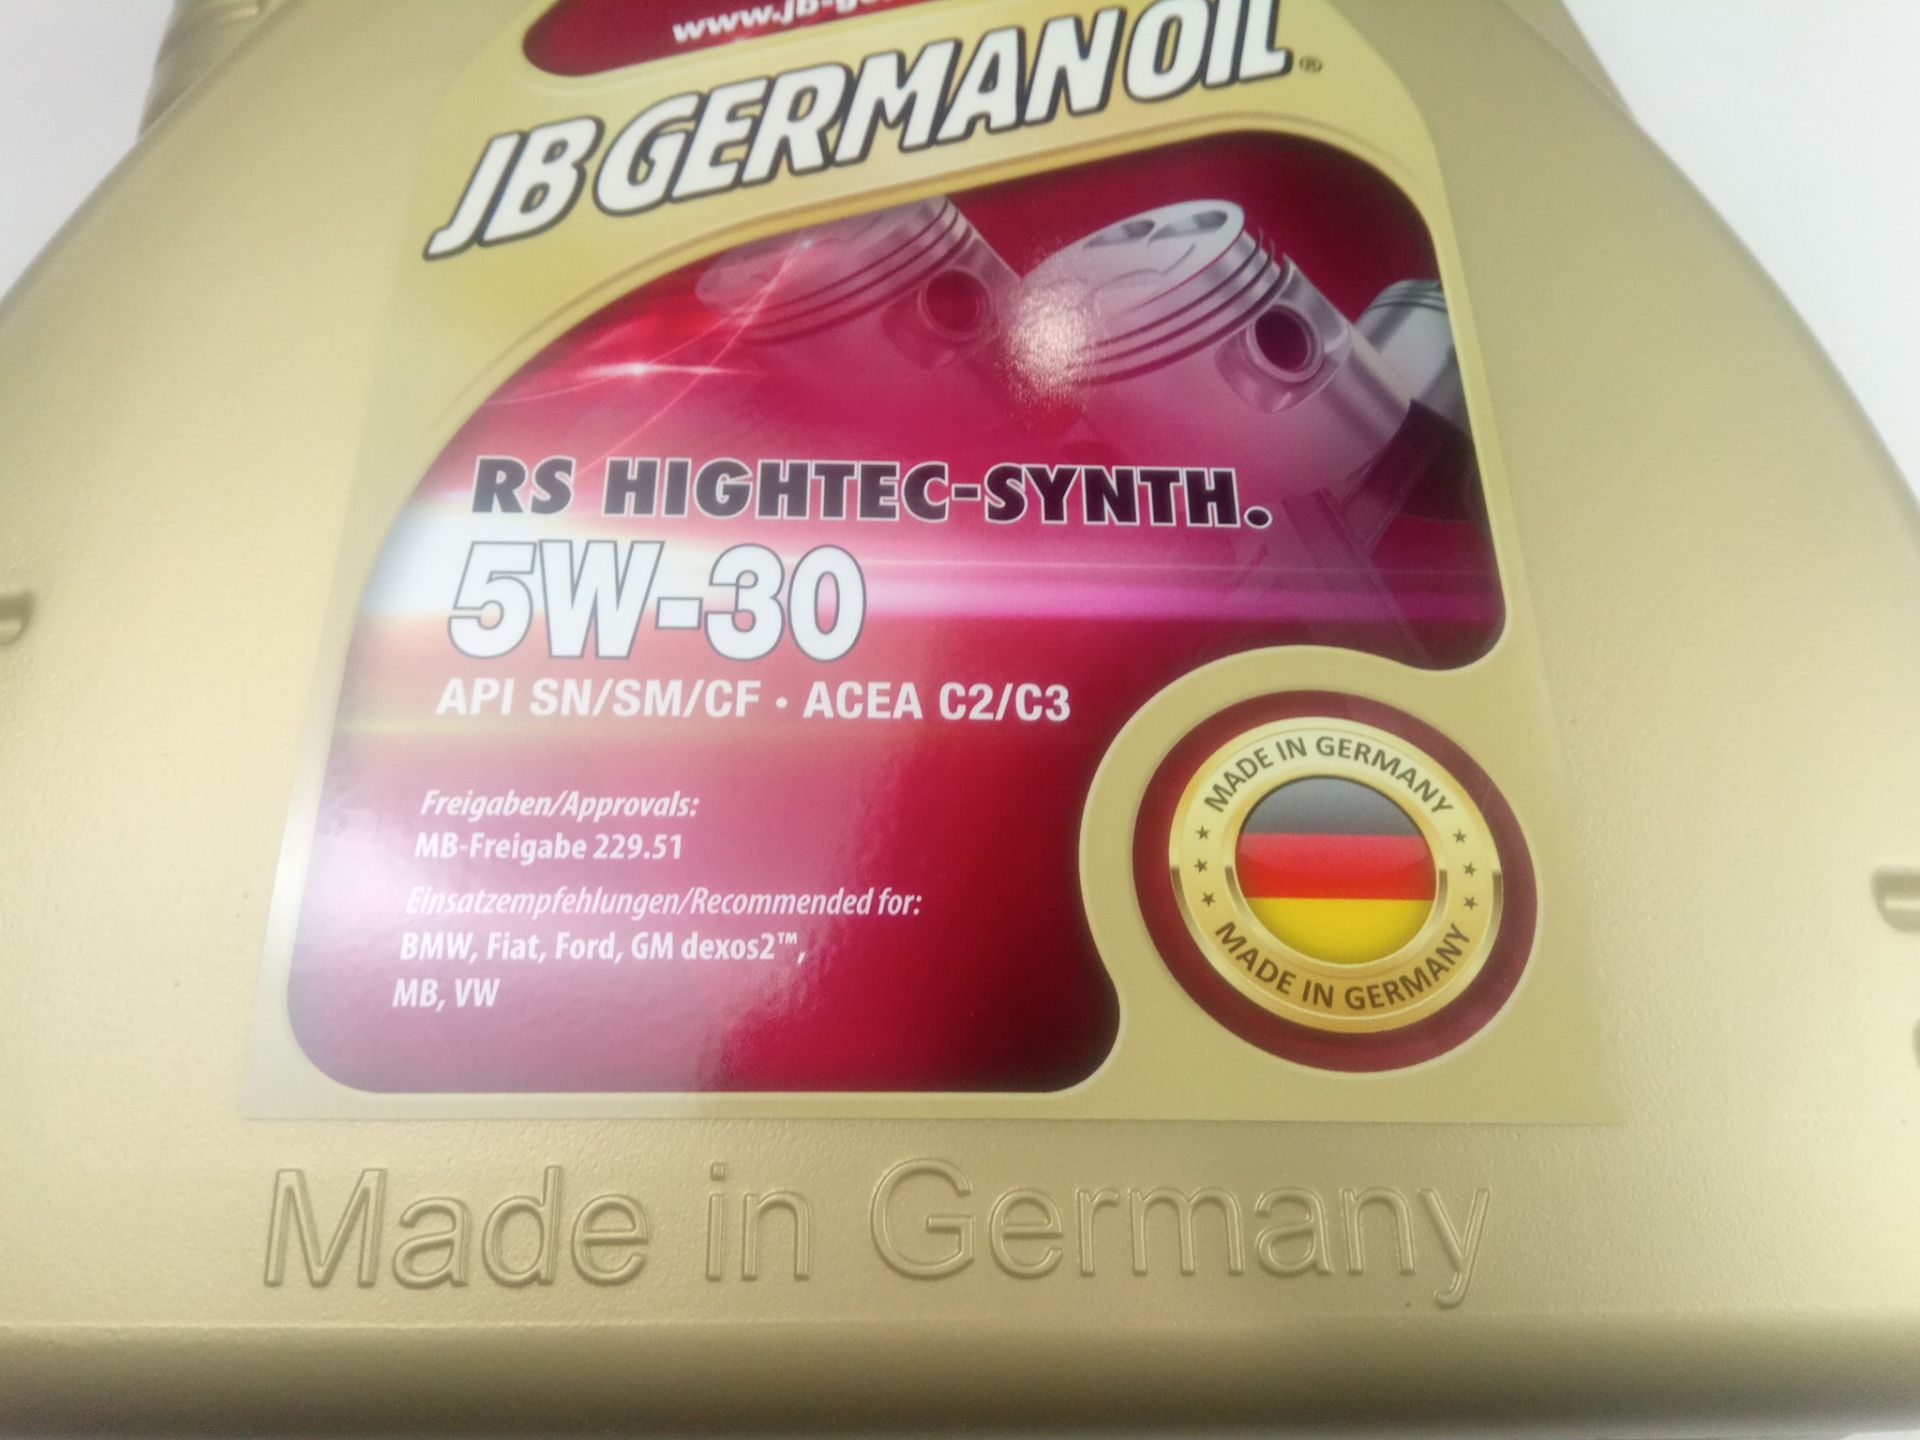 JB GERMAN OIL®
RS HIGHTEC-SYNTH.
5W-30
API SN/SM/CF • ACEA C2/C3
Freigaben/Approvals:
MB-Freigabe 229.51
Einsatzempfehlungen/Recommended for:
BMW, Fiat, Ford, GM dexos2™,
MB, VW
MADE IN GERMANY
MADE IN GERMANY
Made in Germany